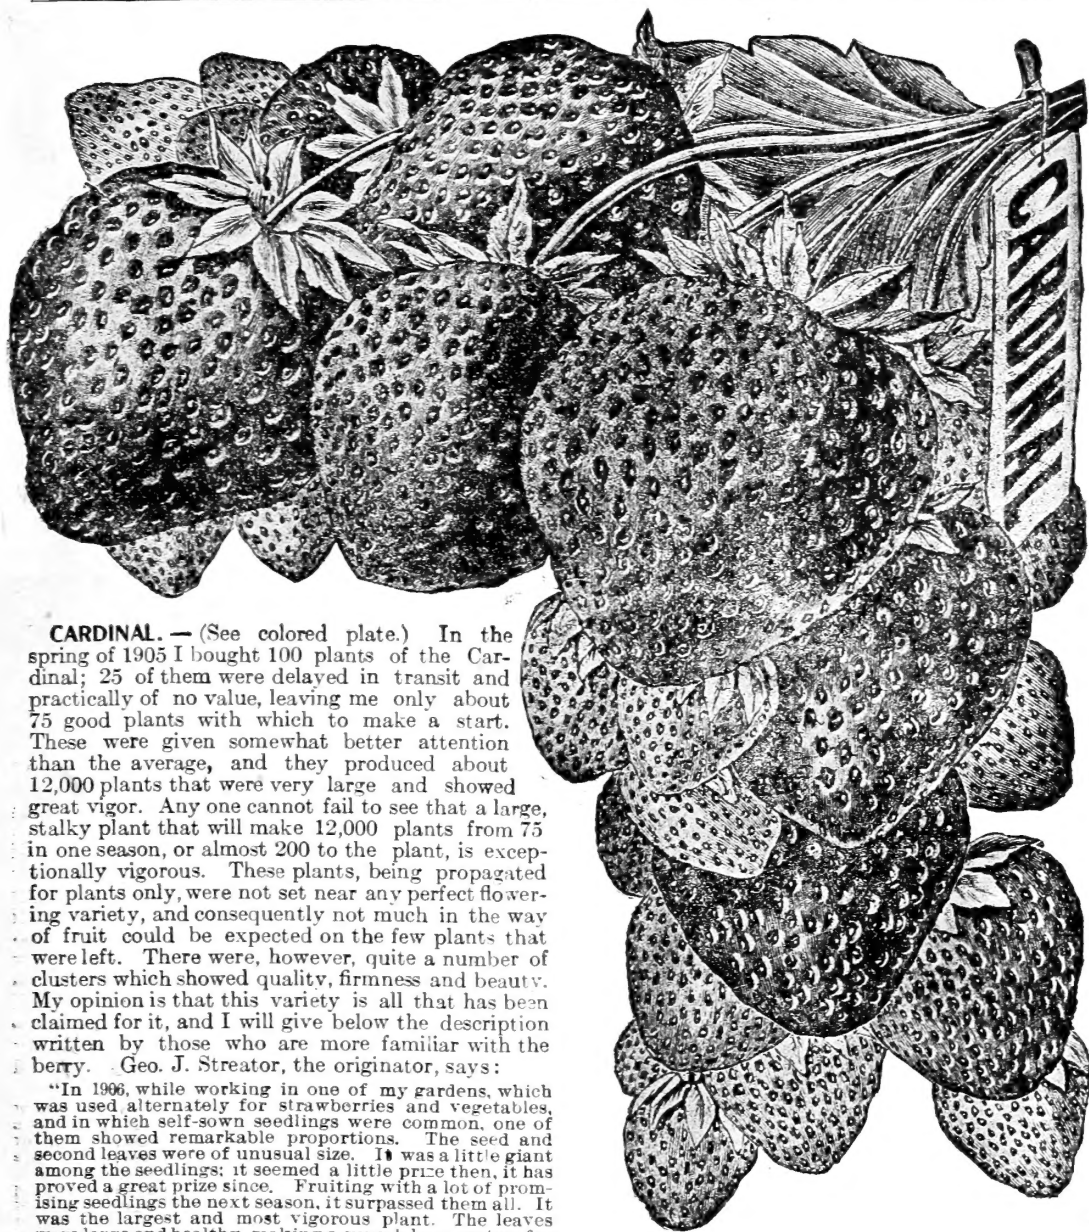 CARDINAL
CARDINAL. — (See colored plate.) In the
spring of 1905 I bought 100 plants of the Car-
dinal; 25 of them were delayed in transit and
practically of no value, leaving me only about
75 good plants with which to make a start.
These were given somewhat better attention
than the average, and they produced about
12,000 plants that were very large and showed
great vigor. Any one cannot fail to see that a large,
stalky plant that will make 12,000 plants from 75
in one season, or almost 200 to the plant, is excep-
tionally vigorous. These plants, being propagated
for plants only, were not set near any perfect flower-
ing variety, and consequently not much in the way
of fruit could be expected on the few plants that
were left. There were, however, quite a number of
clusters which showed quality, firmness and beauty.
My opinion is that this variety is all that has been
claimed for it, and I will give below the description
written by those who are more familiar with the
berry. Geo. J. Streator, the originator, says:
"In 1906, while working in one of my gardens, which
was used alternately for strawberries and vegetables,
and in which self-sown seedlings were common, one of
them showed remarkable proportions. The seed and
second leaves were of unusual size. It was a little giant
among the seedlings; it seemed a little prize then, it has
proved a great prize since. Fruiting with a lot of prom-
ising seedlings the next season, it surpassed them all. It
was the largest and most vigorous plant. The leaves